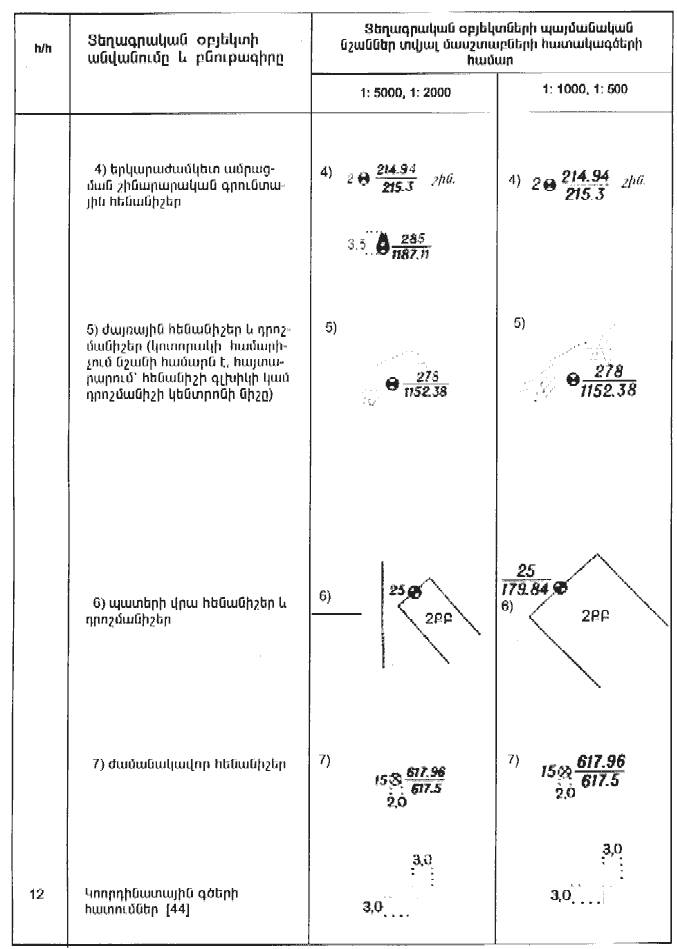 հ/հ
Տեղագրական օբյեկտի
անվանումը և բնութագիրը
Տեղագրական օբյեկտների պայմանական
նշաններ տվյալ մասշտաբների հատակագծերի
համար
1: 5000, 1: 2000
1: 1000, 1: 500
4) երկարաժամկետ ամրաց-
ման շինարարական գրունտա-
յին հենանիշեր
4) 2 214.94 շին.
215.3
4) 2 214.94 շին.
215.3
3.5 285
1187.11
5) ժայռային հենանիշեր և դրոշ-
մանիշեր (կոտորակի համարի-
չում նշանի համարն է, հայտա-
րարում՝ հենանիշի գլխիկի կամ
դրոշմանիշի կենտրոնի նիշը)
5)
278
1152.38
5)
278
1152.38
6) պատերի վրա հենանիշեր և
դրոշմանիշեր
6)
25
2ՔԲ
25
179.84
6)
2ՔԲ
7) ժամանակավոր հենանիշեր
7)
15 617.96
617.5
2,0
7)
15 617.96
617.5
2,0
12
Կոորդինատային գծերի
հատումներ [44]
3,0
3,0
3,0
3,0